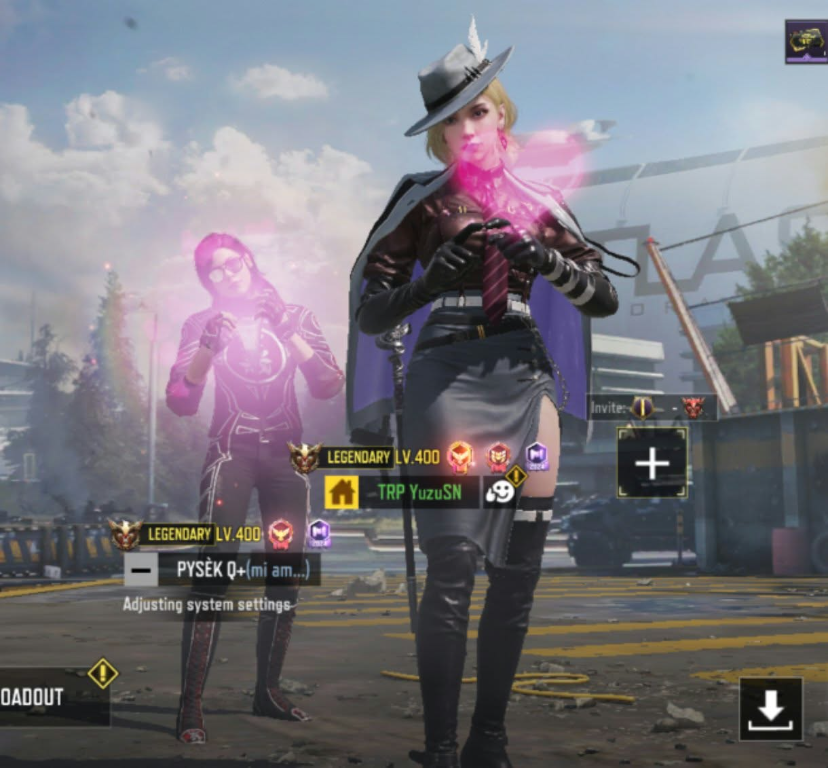 Invite:
LEGENDARY LV.400
TRP YuzuSN
LEGENDARY LV.400
PYSĚK Q+(mi am...)
Adjusting system settings
OADOUT